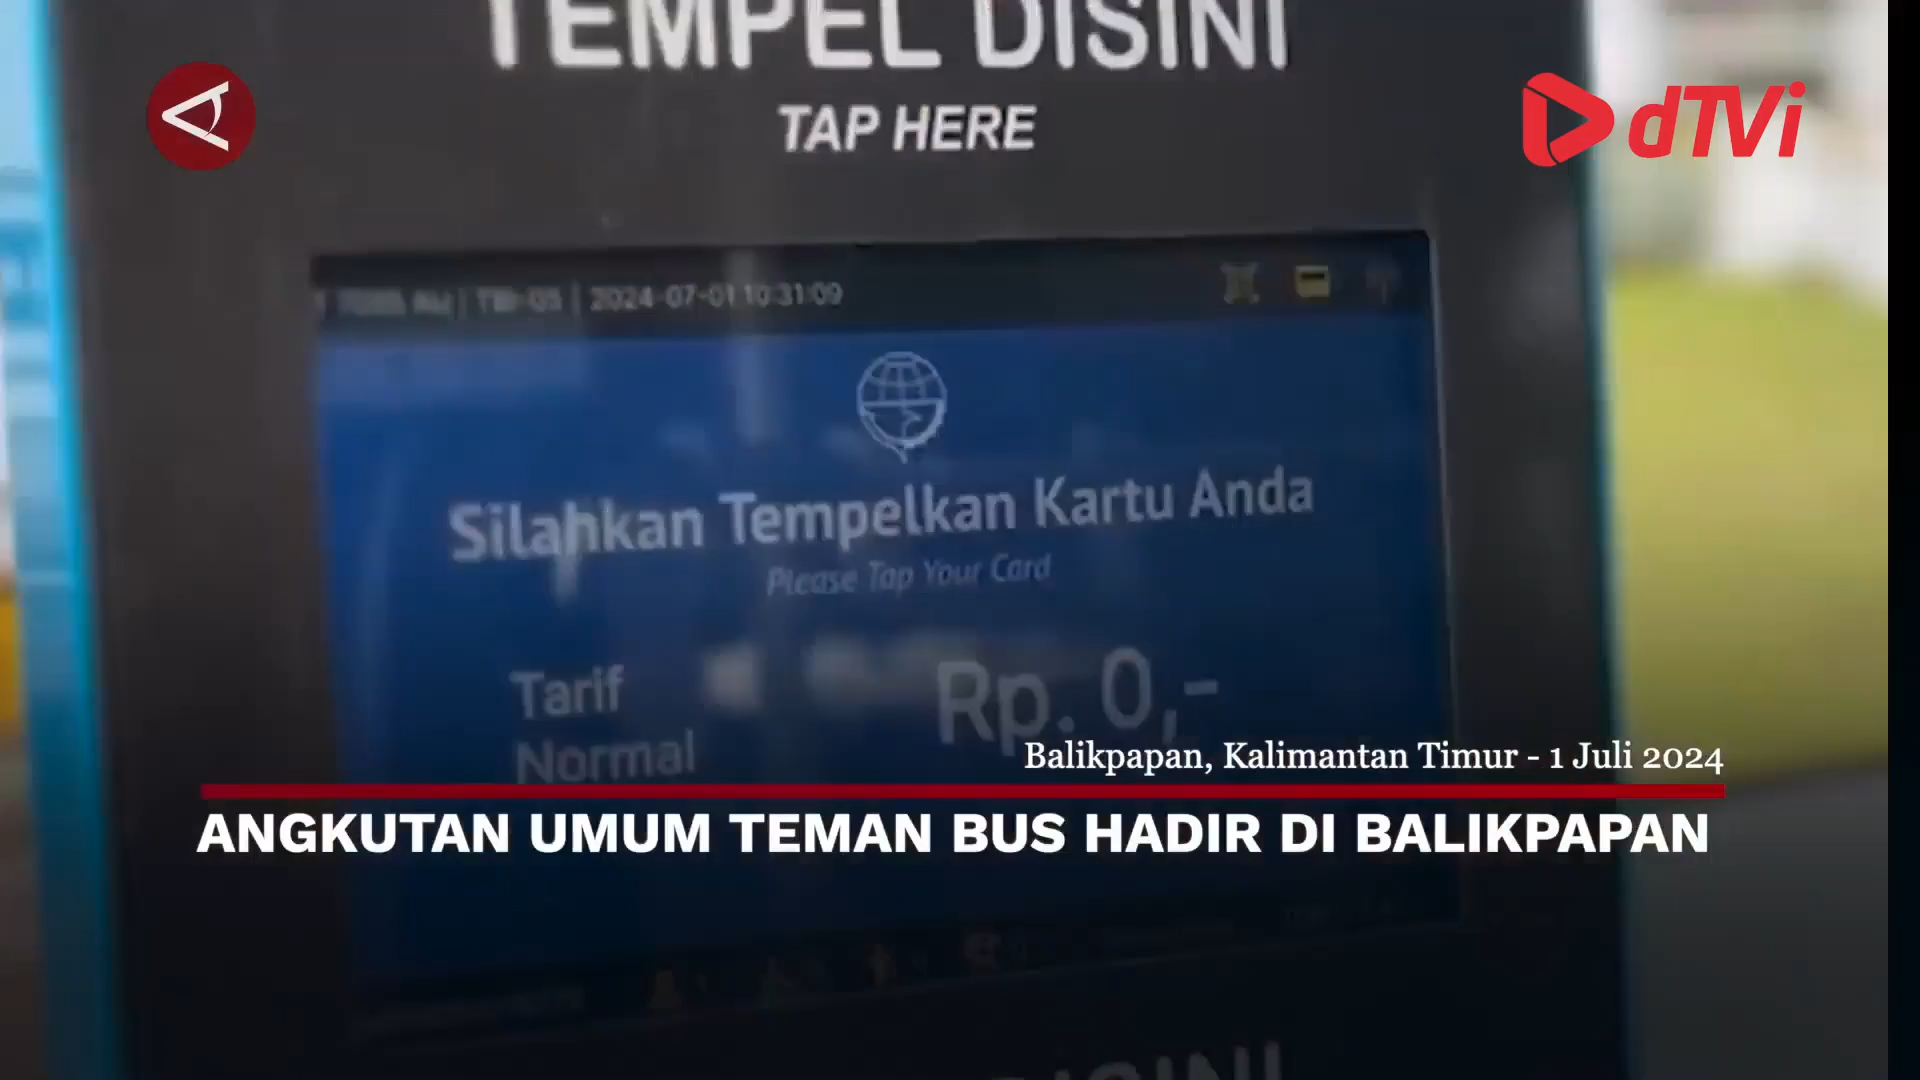 TEMPEL DISINI
TAP HERE
dTVi
2024-07-01 10:31:09
Silahkan Tempelkan Kartu Anda
Please Tap Your Card
Tarif
Normal
Rp. 0,-
Balikpapan, Kalimantan Timur - 1 Juli 2024
ANGKUTAN UMUM TEMAN BUS HADIR DI BALIKPAPAN
DISINI